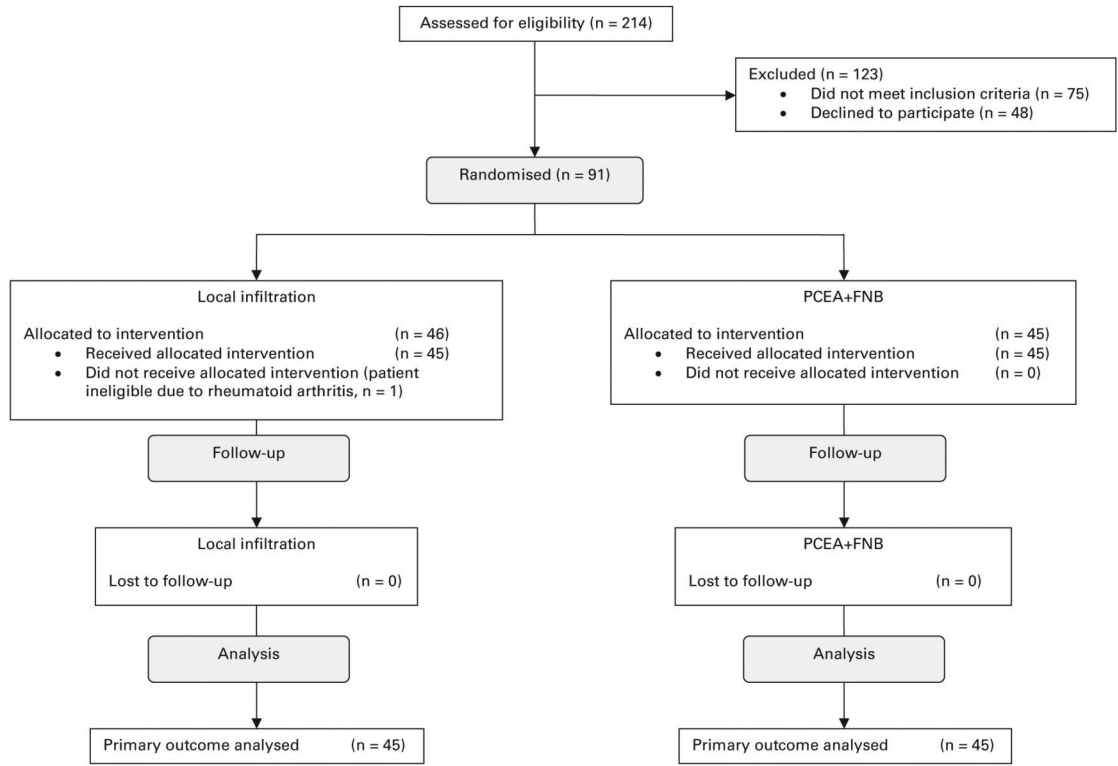 Assessed for eligibility (n = 214)
Excluded (n = 123)
• Did not meet inclusion criteria (n = 75)
• Declined to participate (n = 48)
Randomised (n = 91)
Local infiltration
Allocated to intervention (n = 46)
• Received allocated intervention (n = 45)
• Did not receive allocated intervention (patient
ineligible due to rheumatoid arthritis, n = 1)
PCEA+FNB
Allocated to intervention (n = 45)
• Received allocated intervention (n = 45)
• Did not receive allocated intervention (n = 0)
Follow-up
Follow-up
Local infiltration
Lost to follow-up (n = 0)
PCEA+FNB
Lost to follow-up (n = 0)
Analysis
Analysis
Primary outcome analysed (n = 45)
Primary outcome analysed (n = 45)